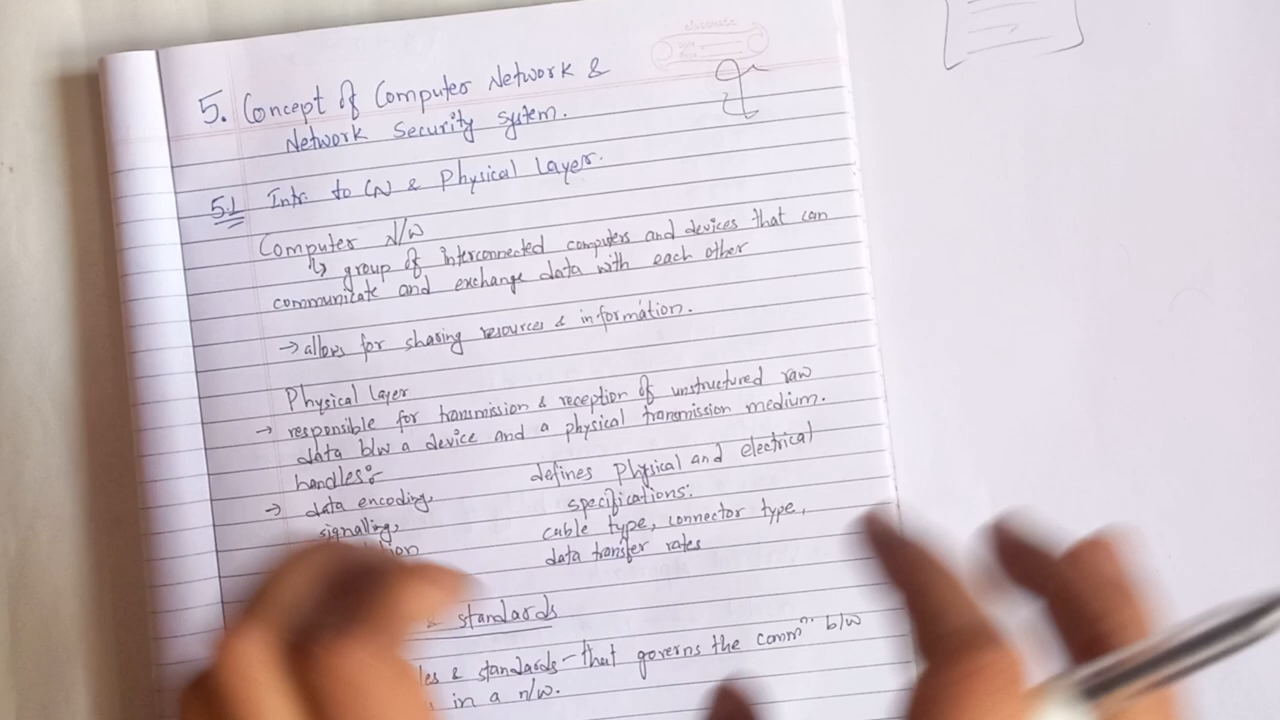 classmate
Date
Page
5. Concept of Computer Network &
Network Security System.
5.1 Intr. to CN & Physical Layer.
Computer N/W
↳ group of interconnected computers and devices that can
communicate and exchange data with each other
→ allows for sharing resources & information.
Physical Layer
→ responsible for transmission & reception of unstructured raw
data b/w a device and a physical transmission medium.
handles:-
→ data encoding,
signalling,
defines physical and electrical
specifications:
cable type, connector type,
data transfer rates
& standards
& standards - that governs the commⁿ b/w
in a n/w.